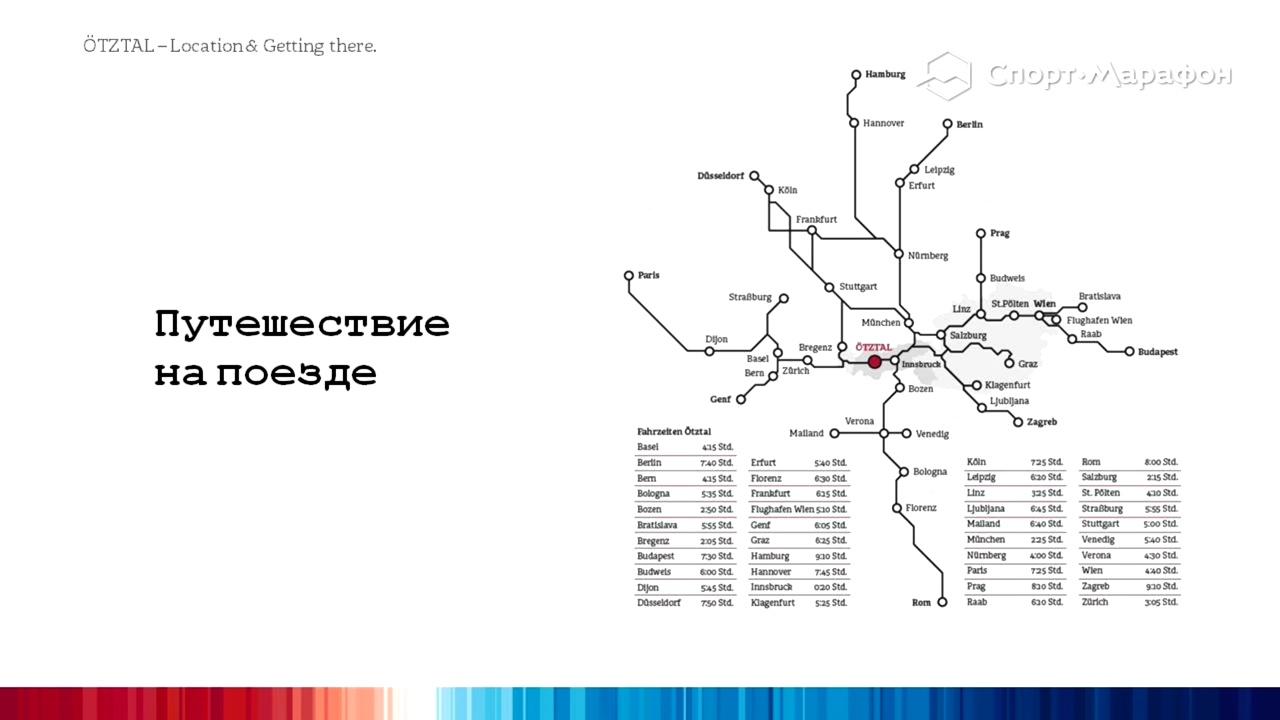 ÖTZTAL – Location & Getting there.
Спорт-Марафон
Путешествие
на поезде
Hamburg
Hannover
Berlin
Leipzig
Erfurt
Düsseldorf
Köln
Frankfurt
Prag
Nürnberg
Paris
Budweis
Stuttgart
Straßburg
Bratislava
St.Pölten
Wien
Linz
Flughafen Wien
München
Raab
Salzburg
Dijon
Bregenz
ÖTZTAL
Budapest
Basel
Innsbruck
Graz
Zürich
Bern
Klagenfurt
Bozen
Genf
Ljubljana
Verona
Zagreb
Mailand
Venedig
Bologna
Florenz
Rom
Fahrzeiten Ötztal
Basel 4:15 Std.
Berlin 7:40 Std.
Bern 4:15 Std.
Bologna 5:35 Std.
Bozen 2:50 Std.
Bratislava 5:55 Std.
Bregenz 2:05 Std.
Budapest 7:30 Std.
Budweis 6:00 Std.
Dijon 5:45 Std.
Düsseldorf 7:50 Std.
Erfurt 5:40 Std.
Florenz 6:30 Std.
Frankfurt 6:15 Std.
Flughafen Wien 5:10 Std.
Genf 6:05 Std.
Graz 6:25 Std.
Hamburg 9:10 Std.
Hannover 7:45 Std.
Innsbruck 0:20 Std.
Klagenfurt 5:25 Std.
Köln 7:25 Std.
Leipzig 6:20 Std.
Linz 3:25 Std.
Ljubljana 6:45 Std.
Mailand 6:40 Std.
München 2:25 Std.
Nürnberg 4:00 Std.
Paris 7:25 Std.
Prag 8:10 Std.
Raab 6:10 Std.
Rom 8:00 Std.
Salzburg 2:15 Std.
St. Pölten 4:10 Std.
Straßburg 5:55 Std.
Stuttgart 5:00 Std.
Venedig 5:40 Std.
Verona 4:30 Std.
Wien 4:40 Std.
Zagreb 9:10 Std.
Zürich 3:05 Std.